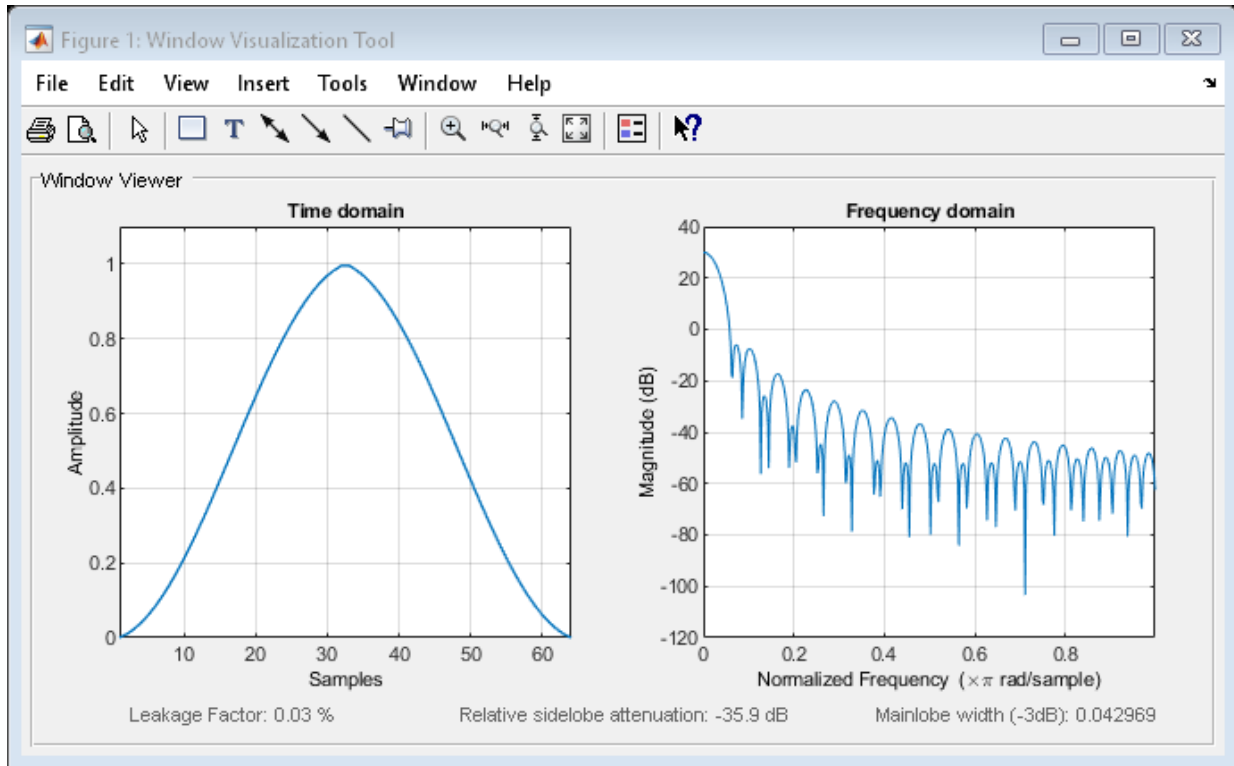 Figure 1: Window Visualization Tool
File Edit View Insert Tools Window Help
T ?
Window Viewer
Time domain
1
0.8
0.6
0.4
0.2
0
Amplitude
10 20 30 40 50 60
Samples
Frequency domain
40
20
0
-20
-40
-60
-80
-100
-120
Magnitude (dB)
0 0.2 0.4 0.6 0.8
Normalized Frequency (×π rad/sample)
Leakage Factor: 0.03 % Relative sidelobe attenuation: -35.9 dB Mainlobe width (-3dB): 0.042969